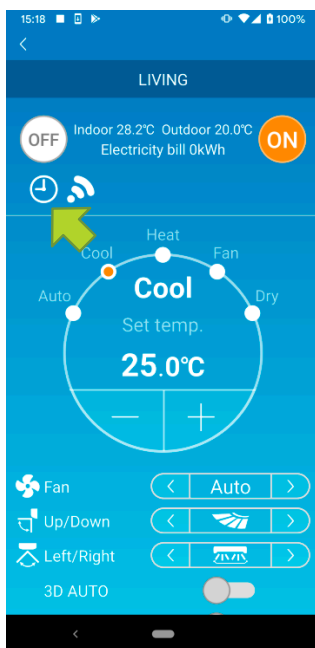 15:18 100%
LIVING
OFF
Indoor 28.2℃ Outdoor 20.0℃
Electricity bill 0kWh
ON
Heat
Cool Fan
Auto Cool Dry
Set temp.
25.0℃
− +
Fan < Auto >
Up/Down < >
Left/Right < >
3D AUTO